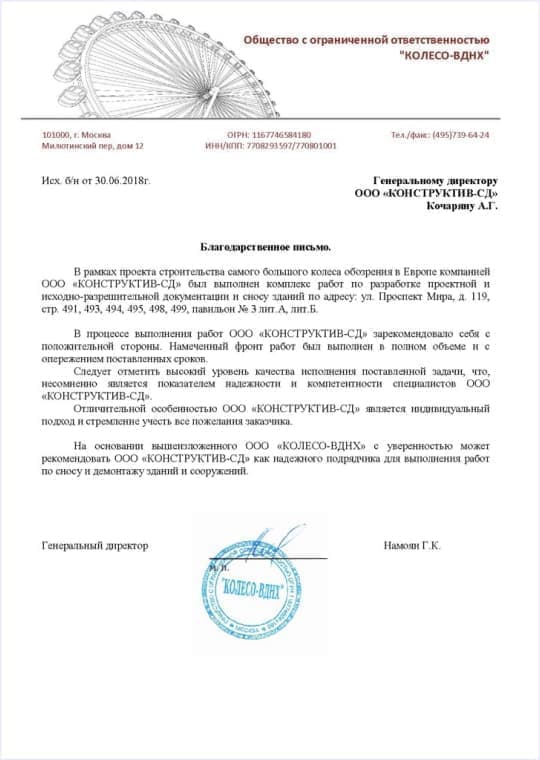 Общество с ограниченной ответственностью
"КОЛЕСО-ВДНХ"
101000, г. Москва
Милютинский пер, дом 12
ОГРН: 1167746584180
ИНН/КПП: 7708293597/770801001
Тел./факс: (495)739-64-24
Исх. б/н от 30.06.2018г.
Генеральному директору
ООО «КОНСТРУКТИВ-СД»
Кочаряну А.Г.
Благодарственное письмо.
В рамках проекта строительства самого большого колеса обозрения в Европе компанией
ООО «КОНСТРУКТИВ-СД» был выполнен комплекс работ по разработке проектной и
исходно-разрешительной документации и сносу зданий по адресу: ул. Проспект Мира, д. 119,
стр. 491, 493, 494, 495, 498, 499, павильон № 3 лит.А, лит.Б.
В процессе выполнения работ ООО «КОНСТРУКТИВ-СД» зарекомендовало себя с
положительной стороны. Намеченный фронт работ был выполнен в полном объеме и с
опережением поставленных сроков.
Следует отметить высокий уровень качества исполнения поставленной задачи, что,
несомненно является показателем надежности и компетентности специалистов ООО
«КОНСТРУКТИВ-СД».
Отличительной особенностью ООО «КОНСТРУКТИВ-СД» является индивидуальный
подход и стремление учесть все пожелания заказчика.
На основании вышеизложенного ООО «КОЛЕСО-ВДНХ» с уверенностью может
рекомендовать ООО «КОНСТРУКТИВ-СД» как надежного подрядчика для выполнения работ
по сносу и демонтажу зданий и сооружений.
Генеральный директор
Намоян Г.К.
М. П.
"КОЛЕСО-ВДНХ"
МОСКВА